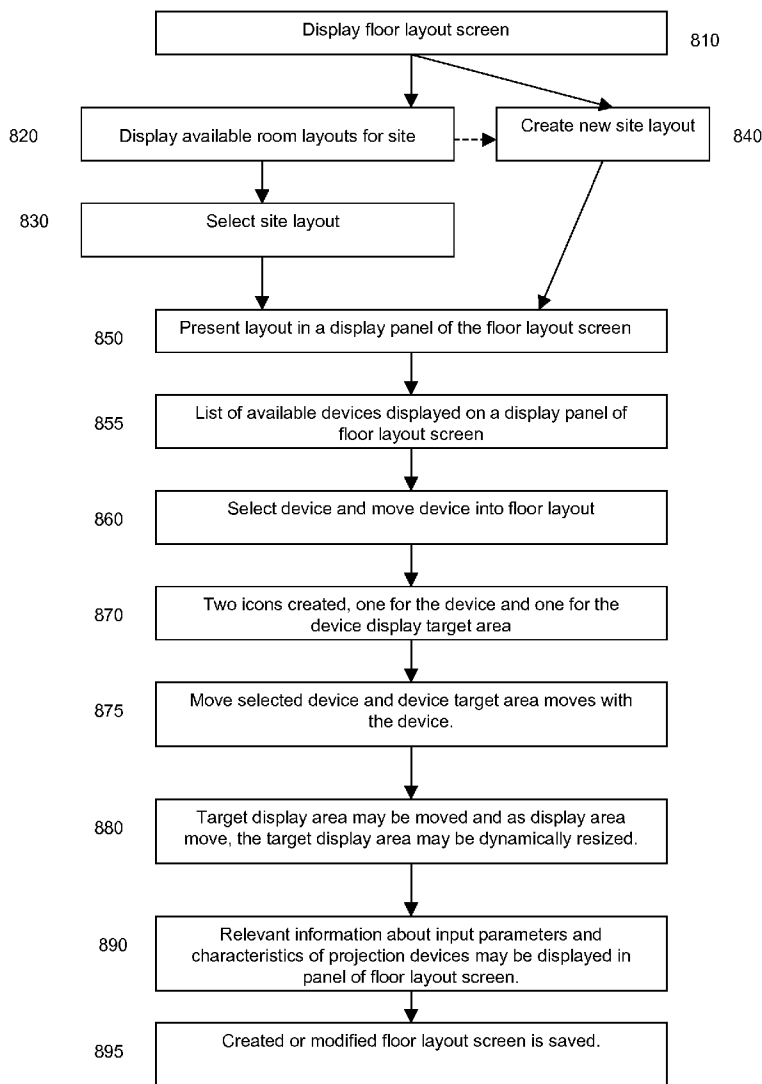 Display floor layout screen
810
820
Display available room layouts for site
Create new site layout
840
830
Select site layout
850
Present layout in a display panel of the floor layout screen
855
List of available devices displayed on a display panel of
floor layout screen
860
Select device and move device into floor layout
870
Two icons created, one for the device and one for the
device display target area
875
Move selected device and device target area moves with
the device.
880
Target display area may be moved and as display area
move, the target display area may be dynamically resized.
890
Relevant information about input parameters and
characteristics of projection devices may be displayed in
panel of floor layout screen.
895
Created or modified floor layout screen is saved.